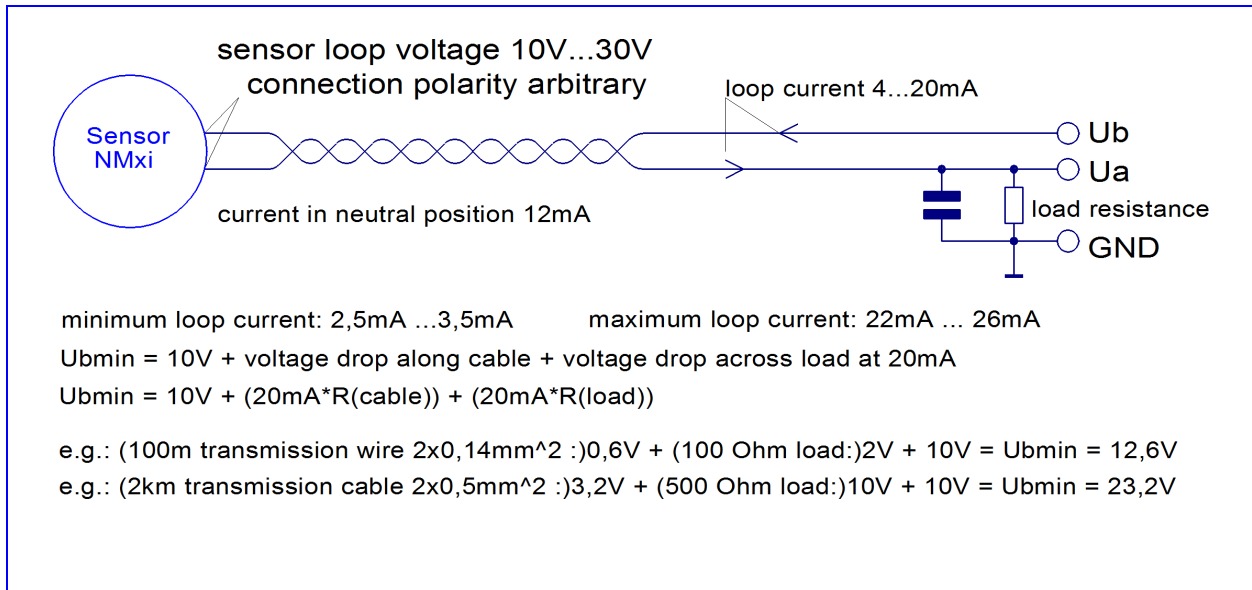 sensor loop voltage 10V...30V
connection polarity arbitrary
loop current 4...20mA
Sensor
NMxi
Ub
Ua
current in neutral position 12mA
load resistance
GND
minimum loop current: 2,5mA ...3,5mA
maximum loop current: 22mA ... 26mA
Ubmin = 10V + voltage drop along cable + voltage drop across load at 20mA
Ubmin = 10V + (20mA*R(cable)) + (20mA*R(load))
e.g.: (100m transmission wire 2x0,14mm^2 :)0,6V + (100 Ohm load:)2V + 10V = Ubmin = 12,6V
e.g.: (2km transmission cable 2x0,5mm^2 :)3,2V + (500 Ohm load:)10V + 10V = Ubmin = 23,2V